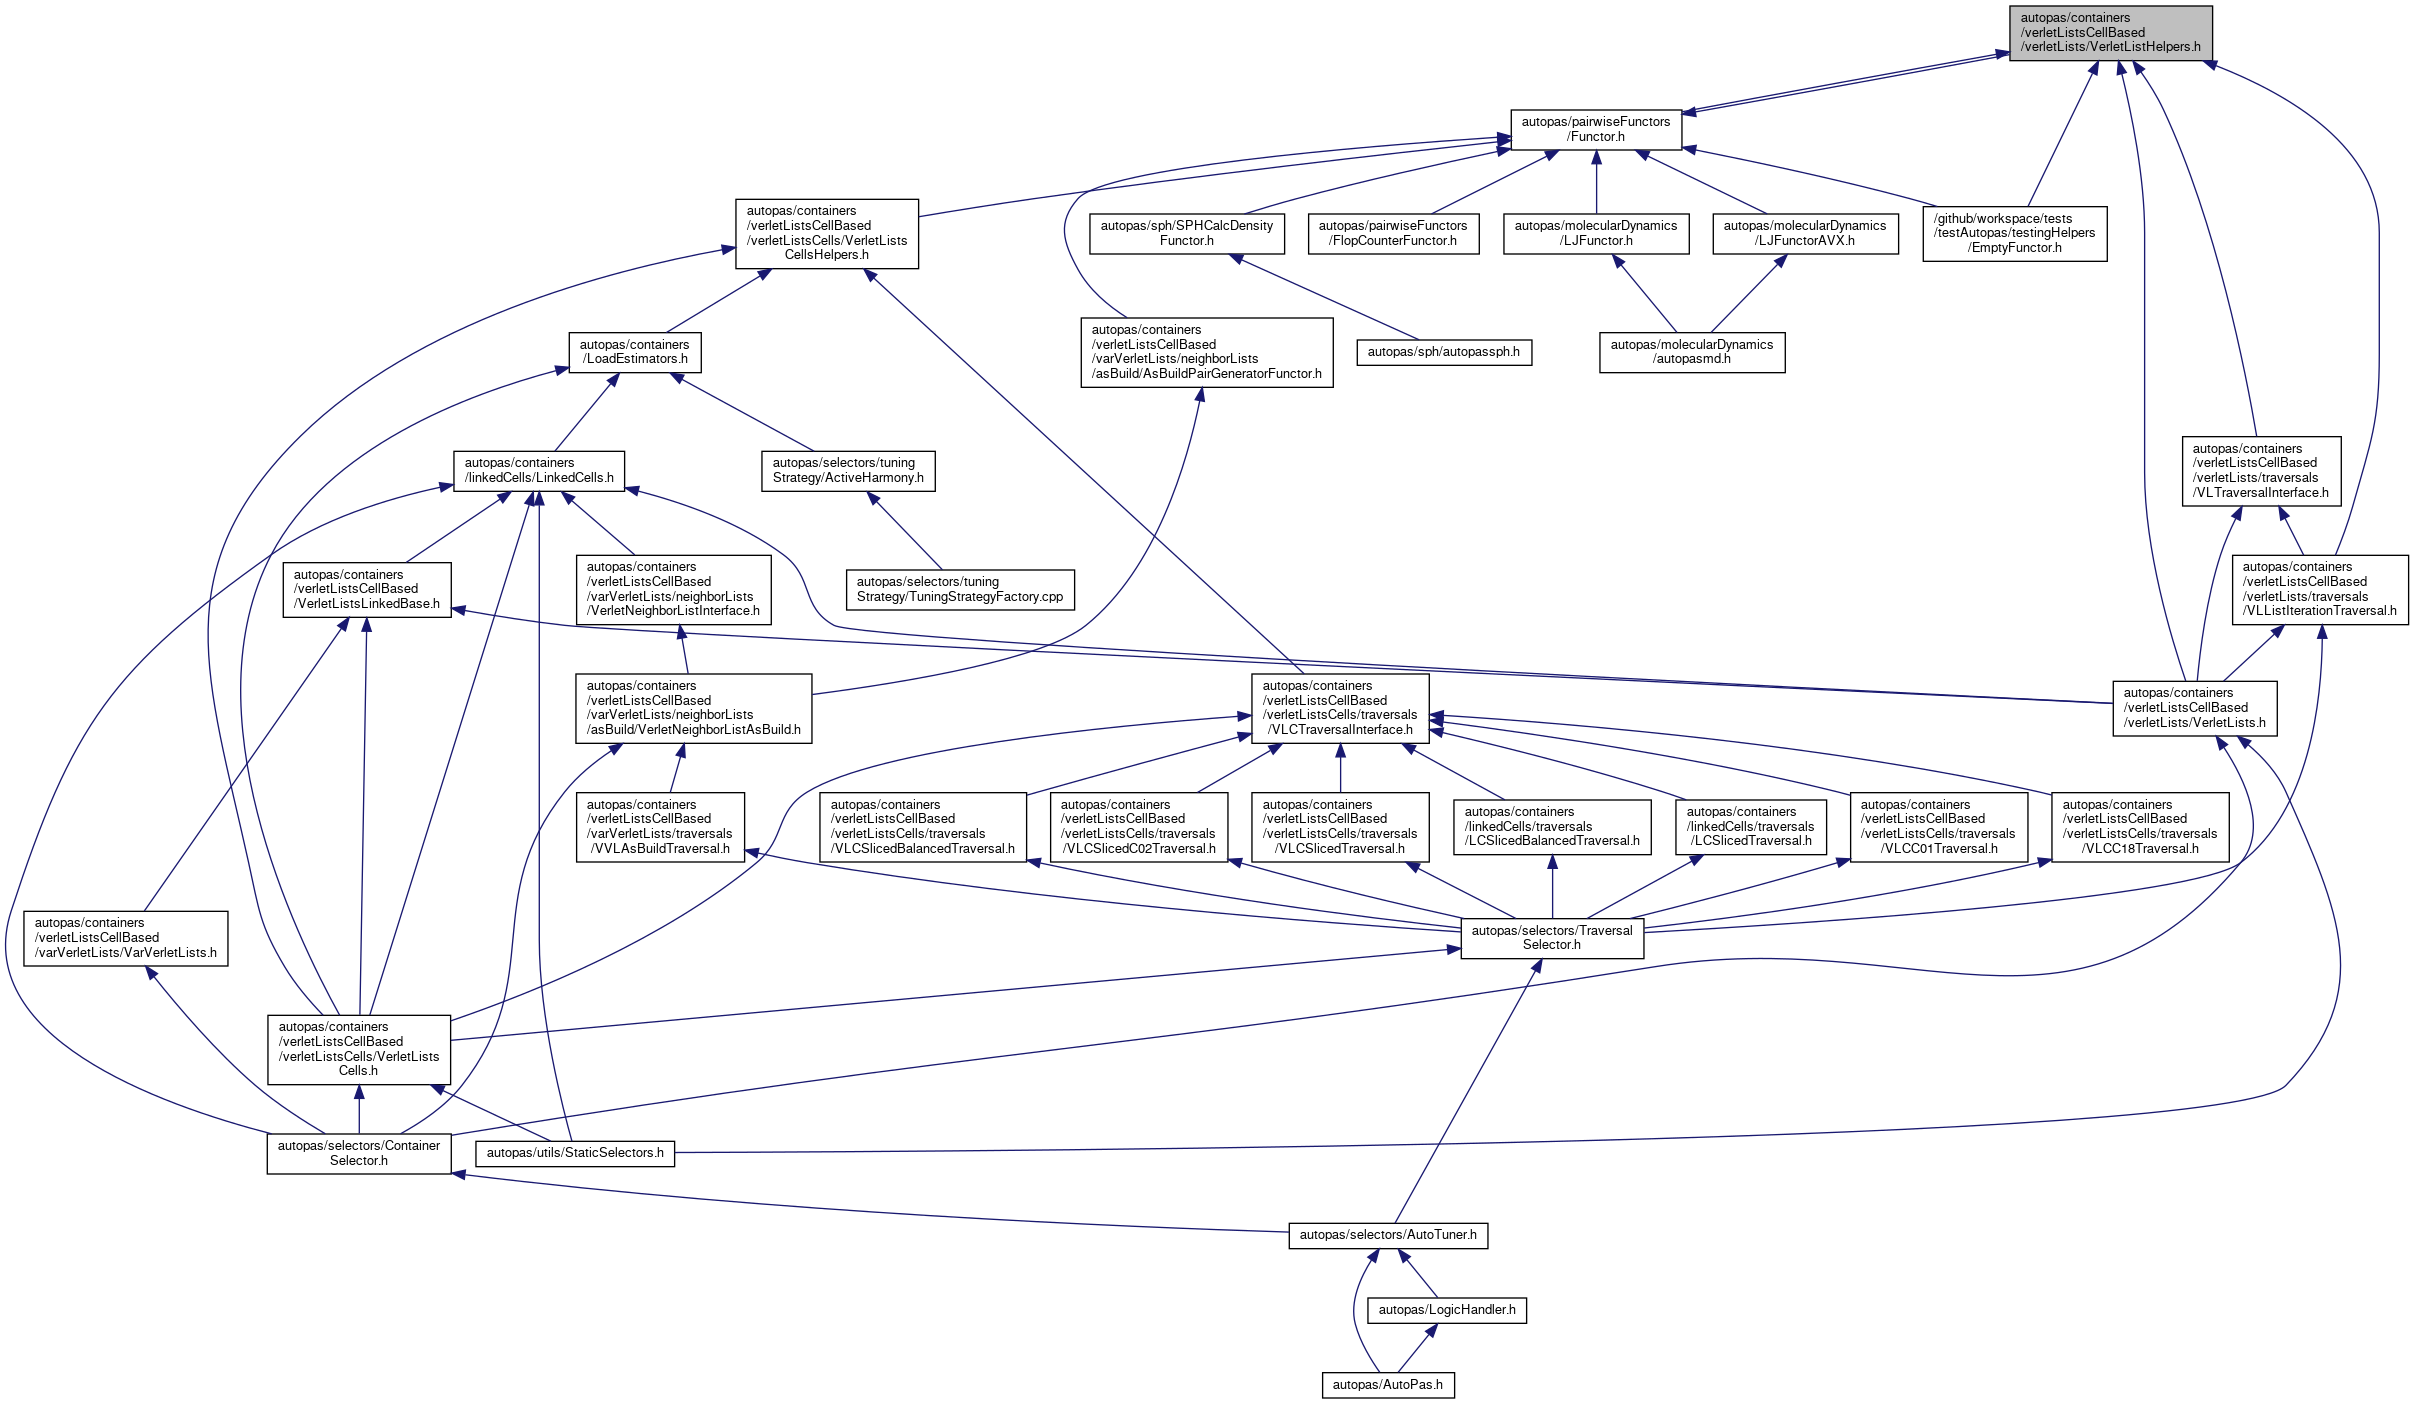 autopas/containers
/verletListsCellBased
/verletLists/VerletListHelpers.h
autopas/pairwiseFunctors
/Functor.h
autopas/containers
/verletListsCellBased
/verletListsCells/VerletLists
CellsHelpers.h
autopas/sph/SPHCalcDensity
Functor.h
autopas/pairwiseFunctors
/FlopCounterFunctor.h
autopas/molecularDynamics
/LJFunctor.h
autopas/molecularDynamics
/LJFunctorAVX.h
/github/workspace/tests
/testAutopas/testingHelpers
/EmptyFunctor.h
autopas/containers
/LoadEstimators.h
autopas/containers
/verletListsCellBased
/varVerletLists/neighborLists
/asBuild/AsBuildPairGeneratorFunctor.h
autopas/sph/autopassph.h
autopas/molecularDynamics
/autopasmd.h
autopas/containers
/linkedCells/LinkedCells.h
autopas/selectors/tuning
Strategy/ActiveHarmony.h
autopas/containers
/verletListsCellBased
/verletLists/traversals
/VLTraversalInterface.h
autopas/containers
/verletListsCellBased
/VerletListsLinkedBase.h
autopas/containers
/verletListsCellBased
/varVerletLists/neighborLists
/VerletNeighborListInterface.h
autopas/selectors/tuning
Strategy/TuningStrategyFactory.cpp
autopas/containers
/verletListsCellBased
/verletLists/traversals
/VLListIterationTraversal.h
autopas/containers
/verletListsCellBased
/varVerletLists/neighborLists
/asBuild/VerletNeighborListAsBuild.h
autopas/containers
/verletListsCellBased
/verletListsCells/traversals
/VLCTraversalInterface.h
autopas/containers
/verletListsCellBased
/verletLists/VerletLists.h
autopas/containers
/verletListsCellBased
/varVerletLists/traversals
/VVLAsBuildTraversal.h
autopas/containers
/verletListsCellBased
/verletListsCells/traversals
/VLCSlicedBalancedTraversal.h
autopas/containers
/verletListsCellBased
/verletListsCells/traversals
/VLCSlicedC02Traversal.h
autopas/containers
/verletListsCellBased
/verletListsCells/traversals
/VLCSlicedTraversal.h
autopas/containers
/linkedCells/traversals
/LCSlicedBalancedTraversal.h
autopas/containers
/linkedCells/traversals
/LCSlicedTraversal.h
autopas/containers
/verletListsCellBased
/verletListsCells/traversals
/VLCC01Traversal.h
autopas/containers
/verletListsCellBased
/verletListsCells/traversals
/VLCC18Traversal.h
autopas/containers
/verletListsCellBased
/varVerletLists/VarVerletLists.h
autopas/selectors/Traversal
Selector.h
autopas/containers
/verletListsCellBased
/verletListsCells/VerletLists
Cells.h
autopas/selectors/Container
Selector.h
autopas/utils/StaticSelectors.h
autopas/selectors/AutoTuner.h
autopas/LogicHandler.h
autopas/AutoPas.h